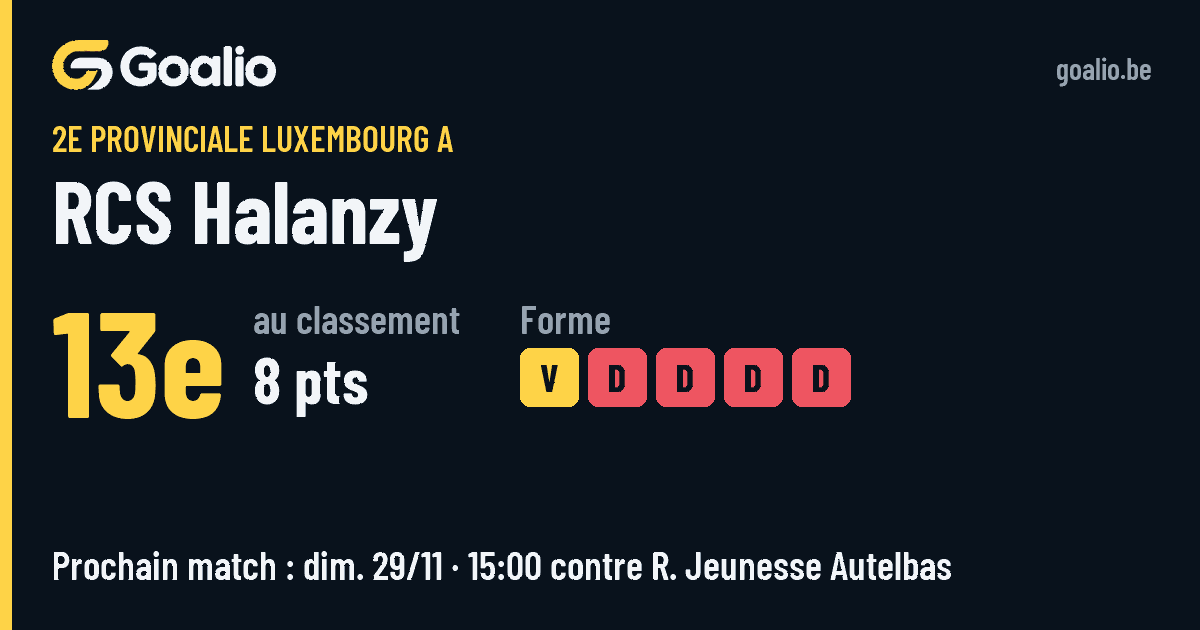 Goalio
goalio.be
2E PROVINCIALE LUXEMBOURG A
RCS Halanzy
13e
au classement
8 pts
Forme
V D D D D
Prochain match : dim. 29/11 · 15:00 contre R. Jeunesse Autelbas